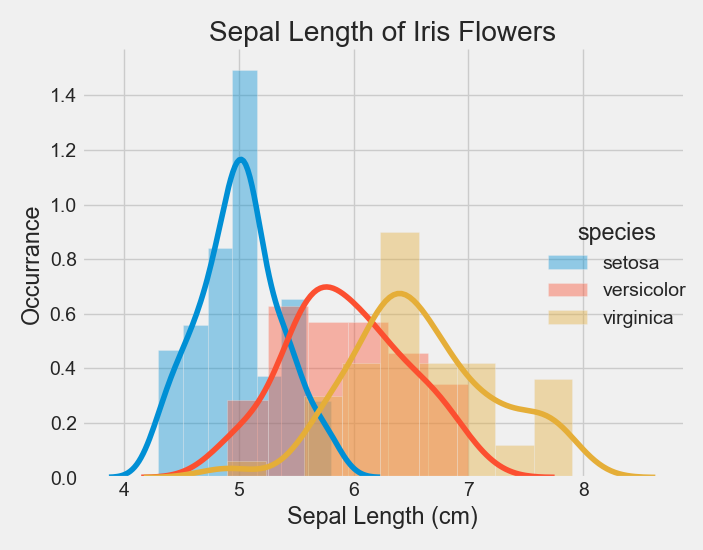 Sepal Length of Iris Flowers
1.4
1.2
1.0
0.8
0.6
0.4
0.2
0.0
Occurrance
4 5 6 7 8
Sepal Length (cm)
species
setosa
versicolor
virginica